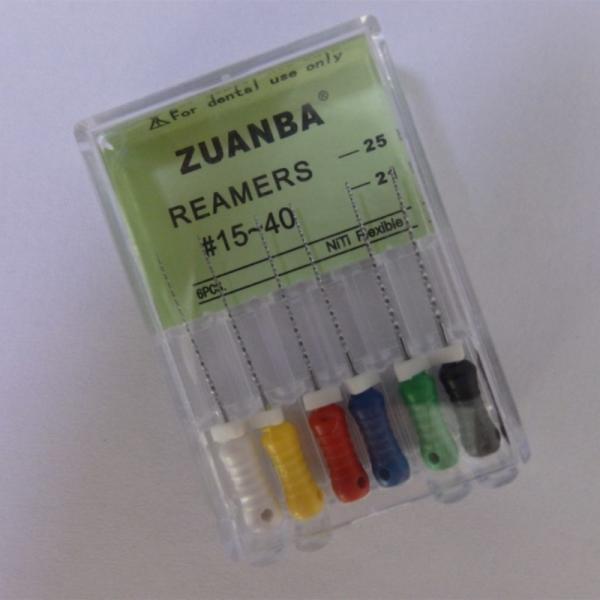 For dental use only
ZUANBA®
REAMERS
— 25
— 21
#15~40
NiTi Flexible
6PCS.